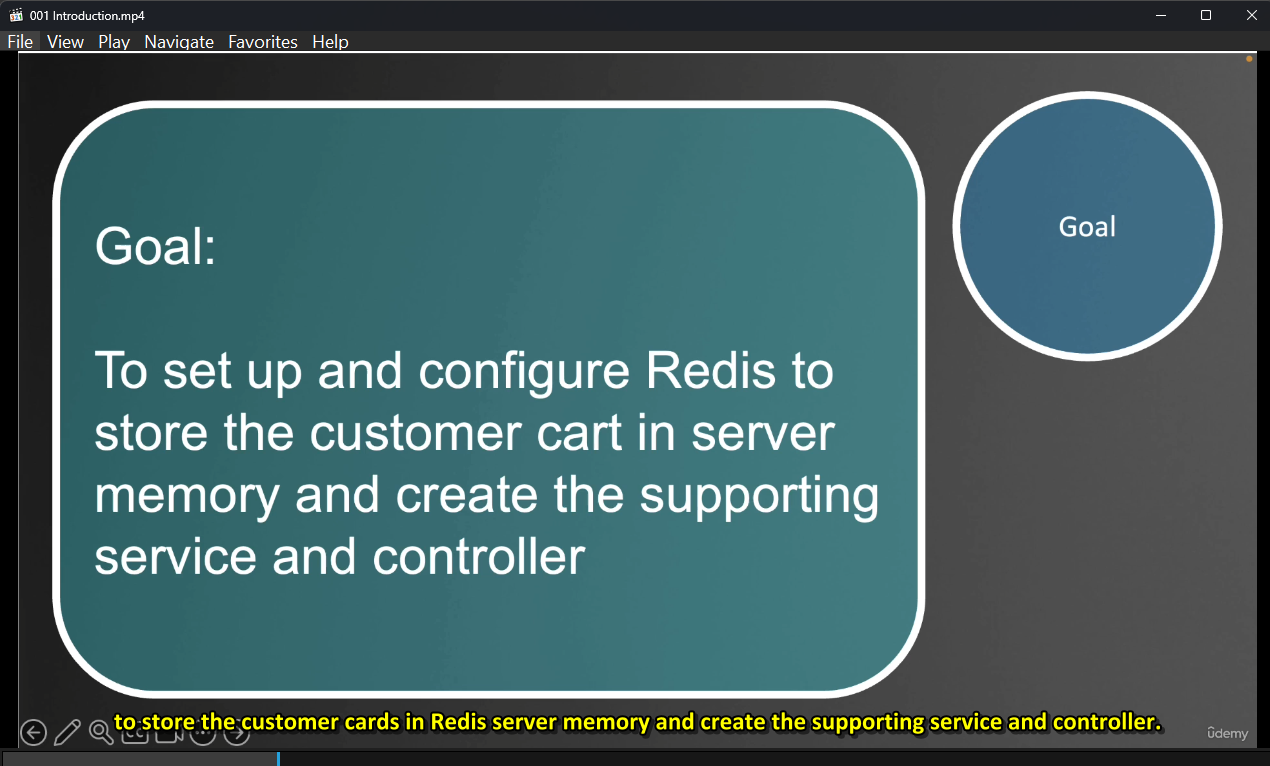 001 Introduction.mp4
File View Play Navigate Favorites Help
Goal:
To set up and configure Redis to
store the customer cart in server
memory and create the supporting
service and controller
Goal
to store the customer cards in Redis server memory and create the supporting service and controller.
CC
ûdemy